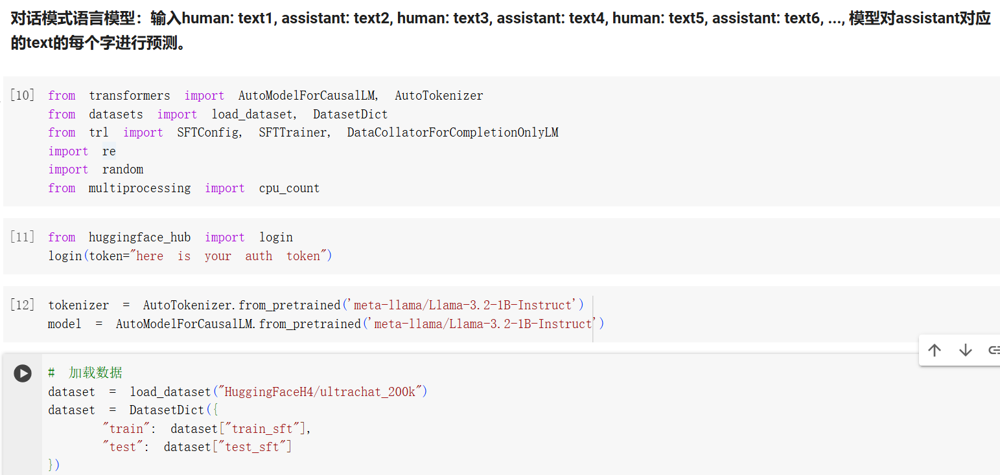 对话模式语言模型：输入human: text1, assistant: text2, human: text3, assistant: text4, human: text5, assistant: text6, ..., 模型对assistant对应
的text的每个字进行预测。
[10] from transformers import AutoModelForCausalLM, AutoTokenizer
from datasets import load_dataset, DatasetDict
from trl import SFTConfig, SFTTrainer, DataCollatorForCompletionOnlyLM
import re
import random
from multiprocessing import cpu_count
[11] from huggingface_hub import login
login(token="here is your auth token")
[12] tokenizer = AutoTokenizer.from_pretrained('meta-llama/Llama-3.2-1B-Instruct')
model = AutoModelForCausalLM.from_pretrained('meta-llama/Llama-3.2-1B-Instruct')
# 加载数据
dataset = load_dataset("HuggingFaceH4/ultrachat_200k")
dataset = DatasetDict({
"train": dataset["train_sft"],
"test": dataset["test_sft"]
})